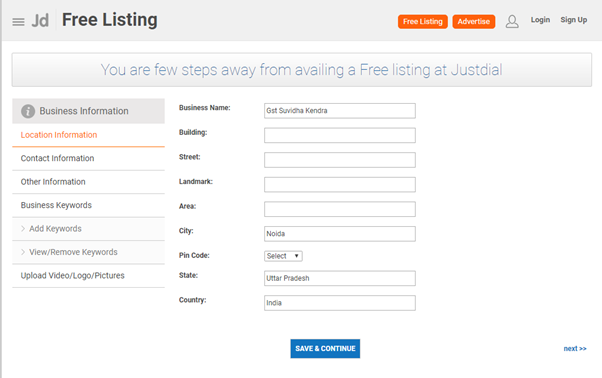 Jd Free Listing
Free Listing Advertise Login Sign Up
You are few steps away from availing a Free listing at Justdial
i Business Information
Location Information
Contact Information
Other Information
Business Keywords
> Add Keywords
> View/Remove Keywords
Upload Video/Logo/Pictures
Business Name: Gst Suvidha Kendra
Building:
Street:
Landmark:
Area:
City: Noida
Pin Code: Select
State: Uttar Pradesh
Country: India
SAVE & CONTINUE
next >>